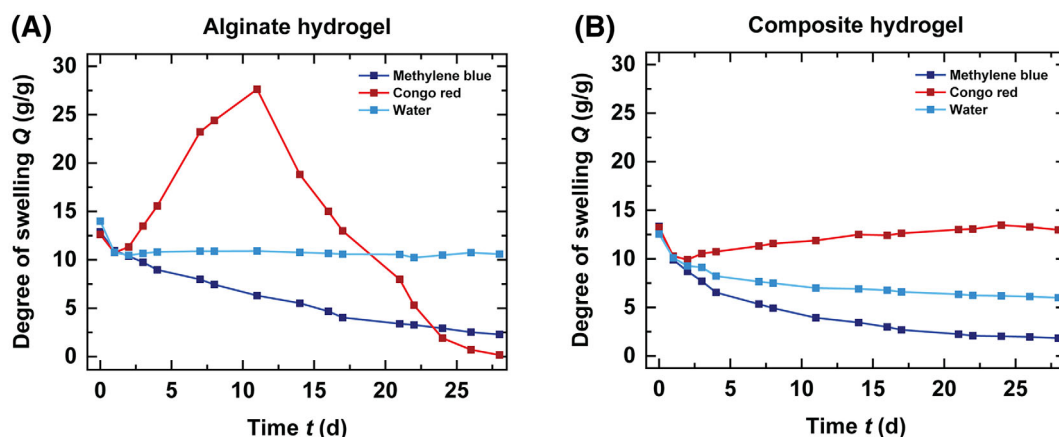 (A)
Alginate hydrogel
Degree of swelling Q (g/g)
30
25
20
15
10
5
0
Methylene blue
Congo red
Water
0 5 10 15 20 25
Time t (d)
(B)
Composite hydrogel
Degree of swelling Q (g/g)
30
25
20
15
10
5
0
Methylene blue
Congo red
Water
0 5 10 15 20 25
Time t (d)